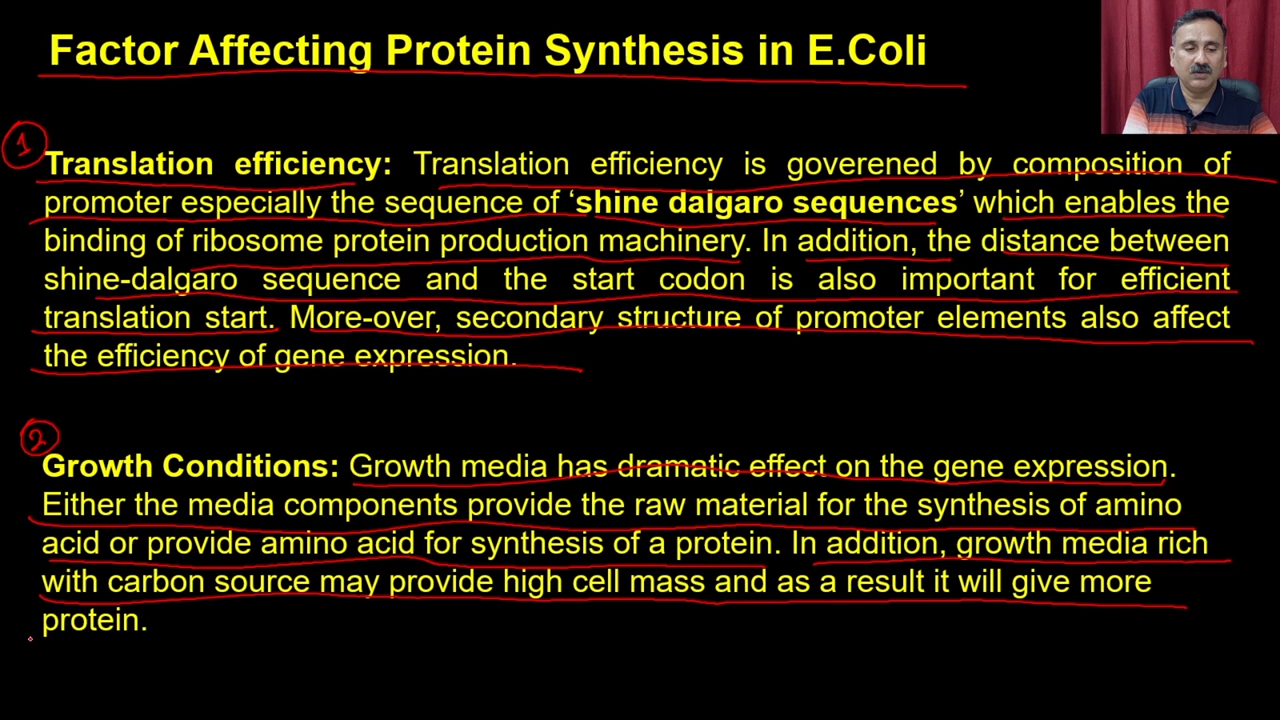 Factor Affecting Protein Synthesis in E.Coli
1
Translation efficiency: Translation efficiency is goverened by composition of
promoter especially the sequence of ‘shine dalgaro sequences’ which enables the
binding of ribosome protein production machinery. In addition, the distance between
shine-dalgaro sequence and the start codon is also important for efficient
translation start. More-over, secondary structure of promoter elements also affect
the efficiency of gene expression.
2
Growth Conditions: Growth media has dramatic effect on the gene expression.
Either the media components provide the raw material for the synthesis of amino
acid or provide amino acid for synthesis of a protein. In addition, growth media rich
with carbon source may provide high cell mass and as a result it will give more
protein.